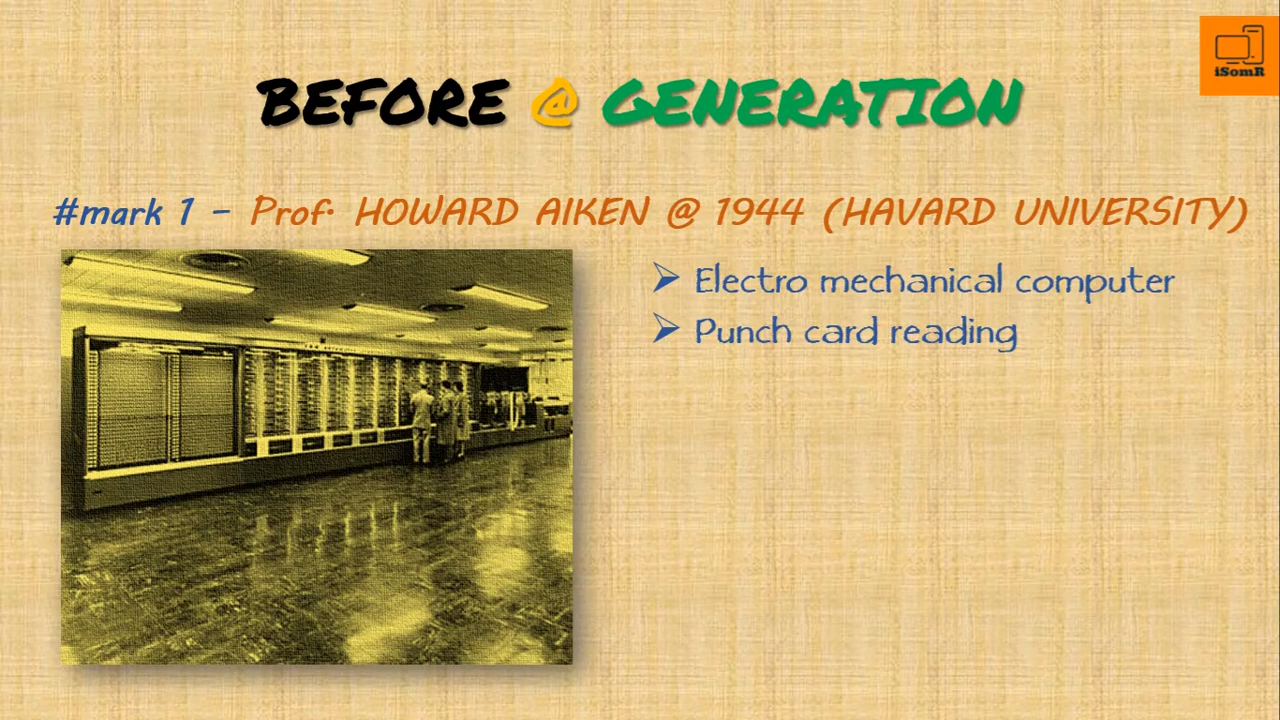 iSomR
BEFORE @ GENERATION
#mark 1 - Prof. HOWARD AIKEN @ 1944 (HAVARD UNIVERSITY)
➢ Electro mechanical computer
➢ Punch card reading